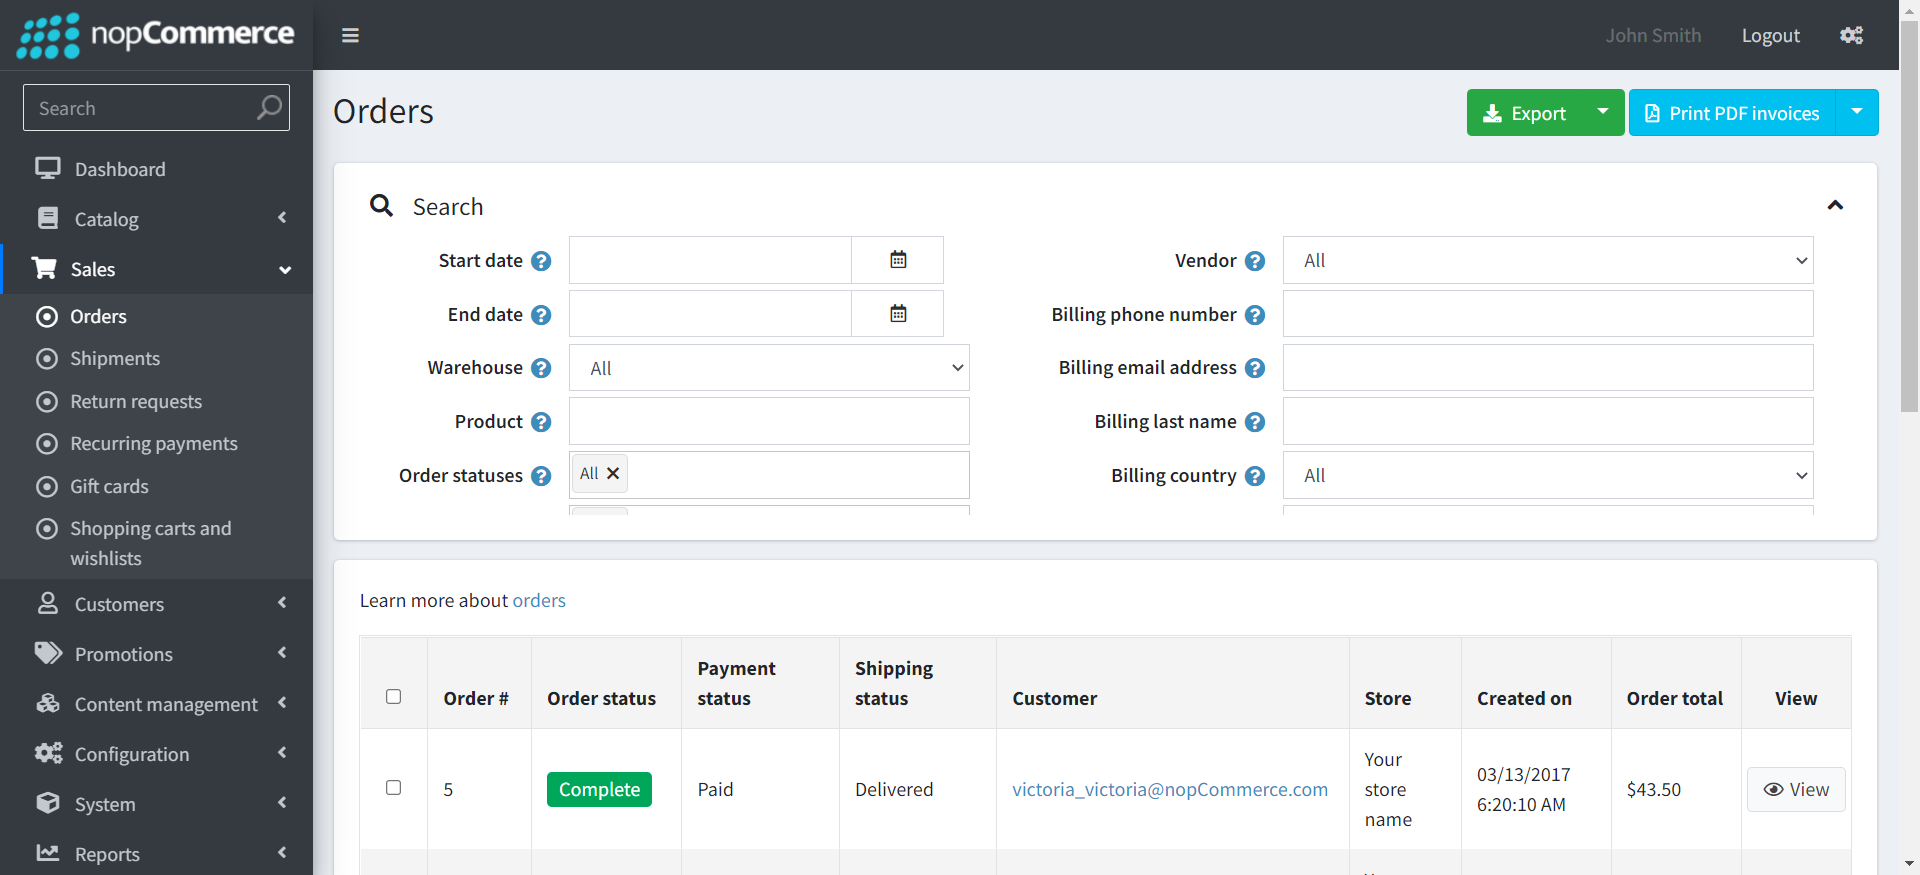 nopCommerce
John Smith
Logout
Search
Dashboard
Catalog
Sales
Orders
Shipments
Return requests
Recurring payments
Gift cards
Shopping carts and
wishlists
Customers
Promotions
Content management
Configuration
System
Reports
Orders
Export
Print PDF invoices
Search
Start date
Vendor
All
End date
Billing phone number
Warehouse
All
Billing email address
Product
Billing last name
Order statuses
All
Billing country
All
Learn more about orders
Order #
Order status
Payment
status
Shipping
status
Customer
Store
Created on
Order total
View
5
Complete
Paid
Delivered
victoria_victoria@nopCommerce.com
Your
store
name
03/13/2017
6:20:10 AM
$43.50
View